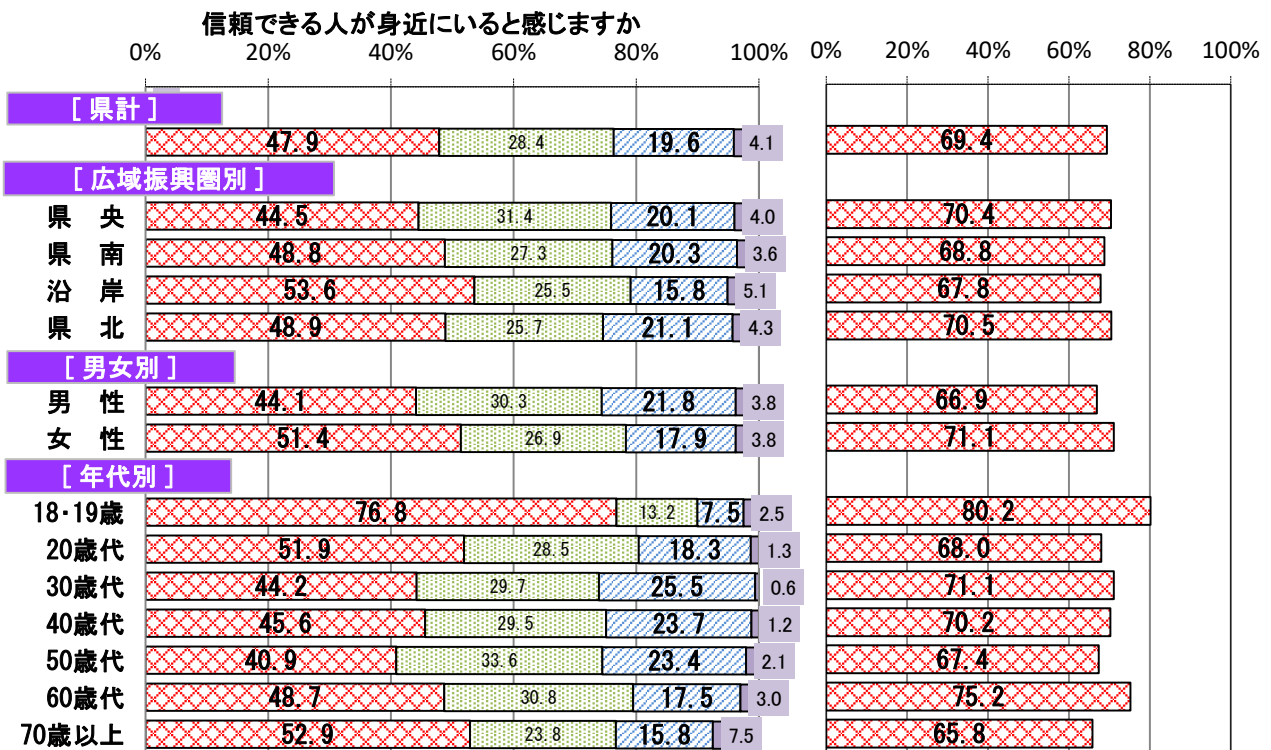 信頼できる人が身近にいると感じますか
0% 20% 40% 60% 80% 100% 0% 20% 40% 60% 80% 100%
[ 県計 ]
47.9 28.4 19.6 4.1 69.4
[ 広域振興圏別 ]
県 央 44.5 31.4 20.1 4.0 70.4
県 南 48.8 27.3 20.3 3.6 68.8
沿 岸 53.6 25.5 15.8 5.1 67.8
県 北 48.9 25.7 21.1 4.3 70.5
[ 男女別 ]
男 性 44.1 30.3 21.8 3.8 66.9
女 性 51.4 26.9 17.9 3.8 71.1
[ 年代別 ]
18・19歳 76.8 13.2 7.5 2.5 80.2
20歳代 51.9 28.5 18.3 1.3 68.0
30歳代 44.2 29.7 25.5 0.6 71.1
40歳代 45.6 29.5 23.7 1.2 70.2
50歳代 40.9 33.6 23.4 2.1 67.4
60歳代 48.7 30.8 17.5 3.0 75.2
70歳以上 52.9 23.8 15.8 7.5 65.8